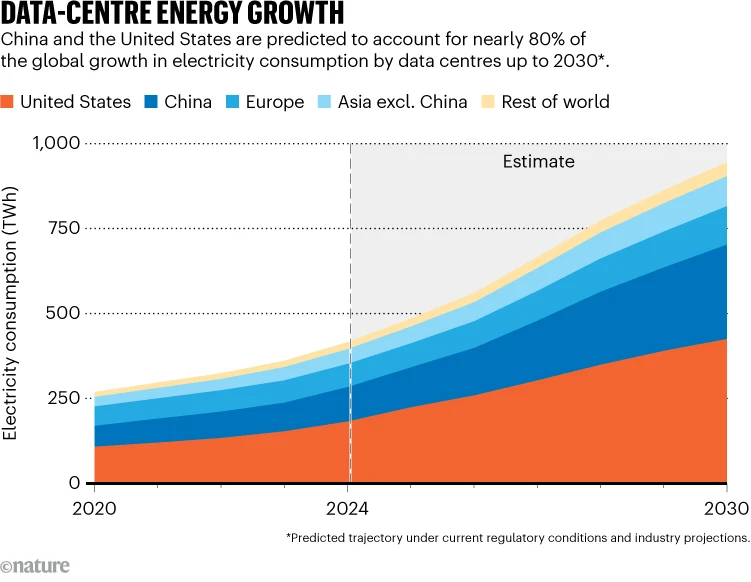 DATA-CENTRE ENERGY GROWTH
China and the United States are predicted to account for nearly 80% of
the global growth in electricity consumption by data centres up to 2030*.
United States China Europe Asia excl. China Rest of world
1,000
Estimate
750
500
250
0
Electricity consumption (TWh)
2020 2024 2030
*Predicted trajectory under current regulatory conditions and industry projections.
©nature